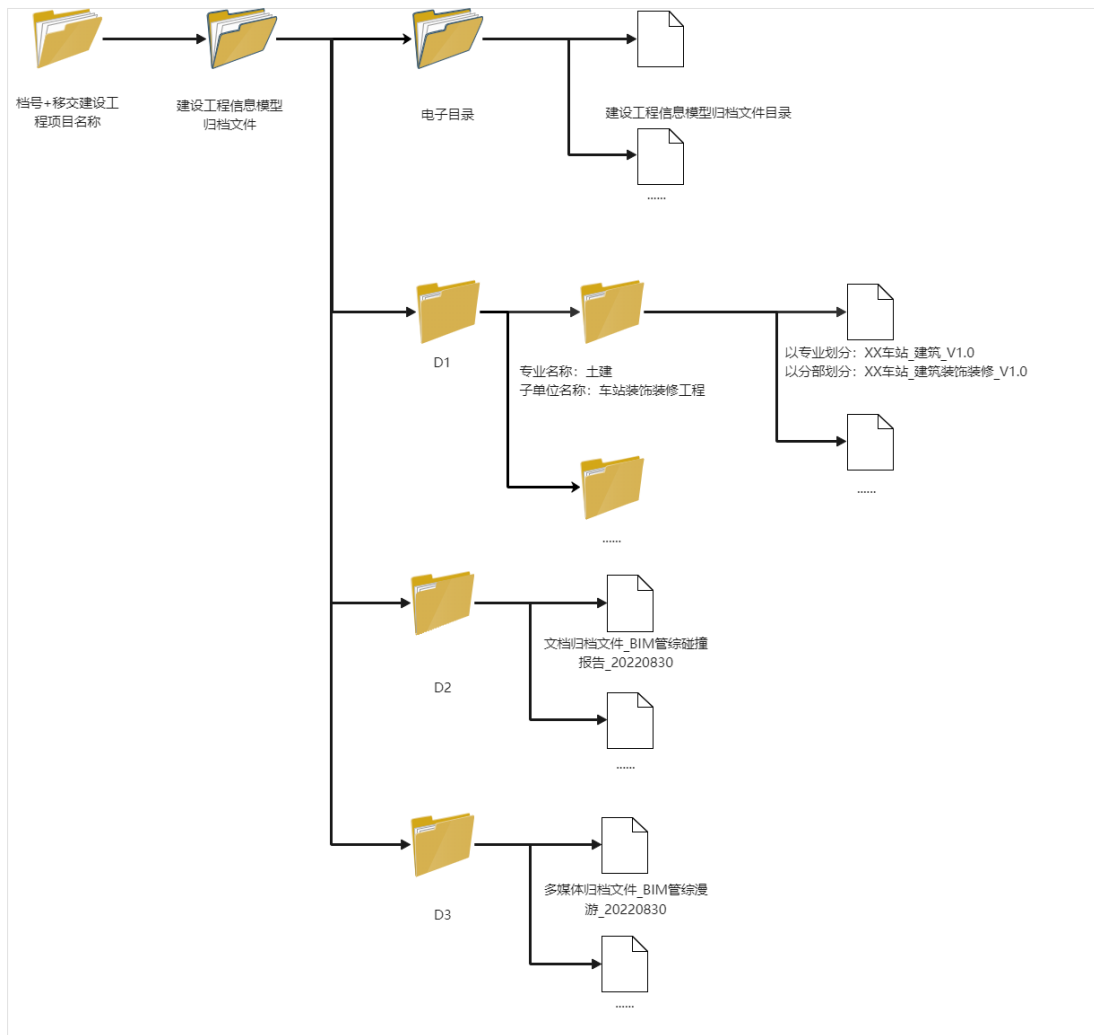 档号+移交建设工
程项目名称
建设工程信息模型
归档文件
电子目录
建设工程信息模型归档文件目录
......
D1
专业名称：土建
子单位名称：车站装饰装修工程
以专业划分：XX车站_建筑_V1.0
以分部划分：XX车站_建筑装饰装修_V1.0
......
......
D2
文档归档文件_BIM管综碰撞
报告_20220830
......
D3
多媒体归档文件_BIM管综漫
游_20220830
......